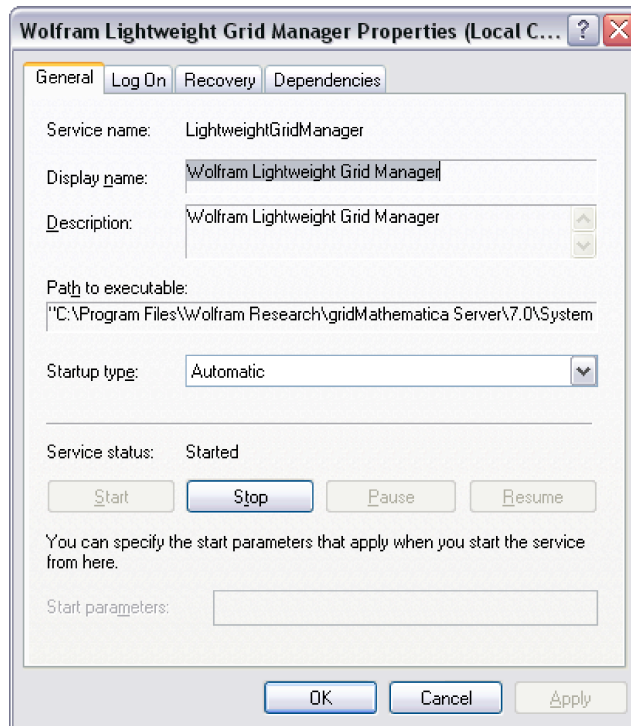 Wolfram Lightweight Grid Manager Properties (Local C...
General Log On Recovery Dependencies
Service name: LightweightGridManager
Display name: Wolfram Lightweight Grid Manager
Description: Wolfram Lightweight Grid Manager
Path to executable:
"C:\Program Files\Wolfram Research\gridMathematica Server\7.0\System
Startup type: Automatic
Service status: Started
Start Stop Pause Resume
You can specify the start parameters that apply when you start the service
from here.
Start parameters:
OK Cancel Apply